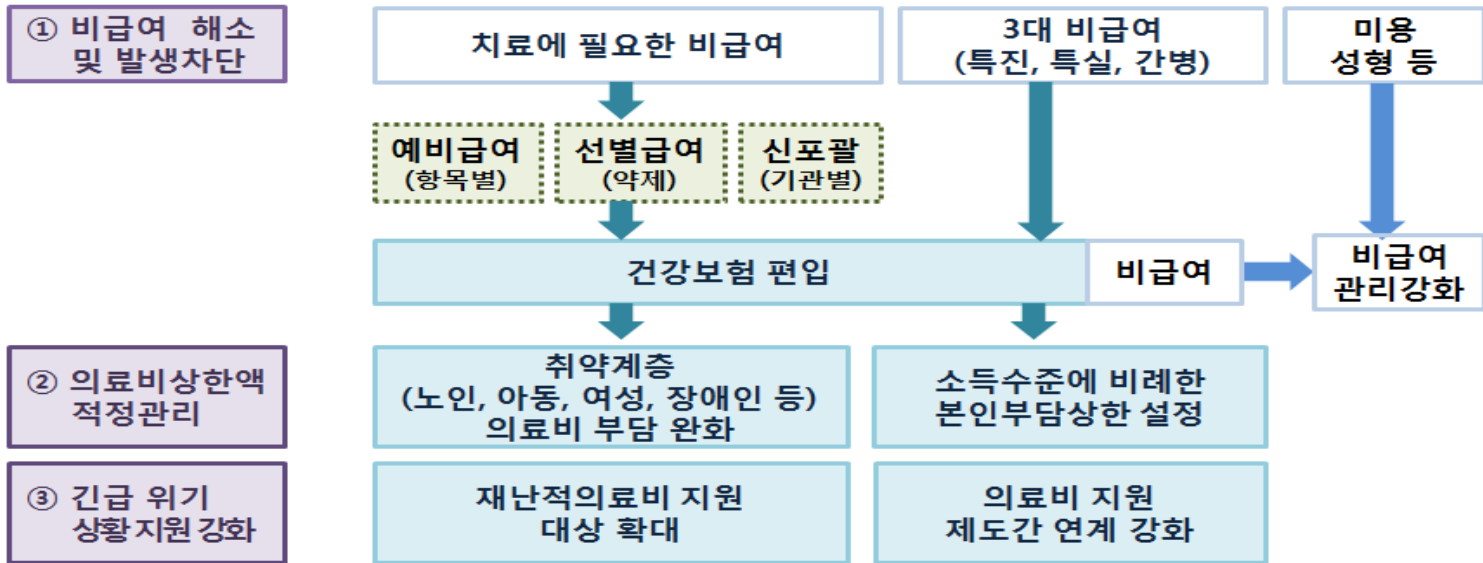 ① 비급여 해소
및 발생차단
치료에 필요한 비급여
3대 비급여
(특진, 특실, 간병)
미용
성형 등
예비급여
(항목별)
선별급여
(약제)
신포괄
(기관별)
건강보험 편입
비급여
비급여
관리강화
② 의료비상한액
적정관리
취약계층
(노인, 아동, 여성, 장애인 등)
의료비 부담 완화
소득수준에 비례한
본인부담상한 설정
③ 긴급 위기
상황 지원 강화
재난적의료비 지원
대상 확대
의료비 지원
제도간 연계 강화